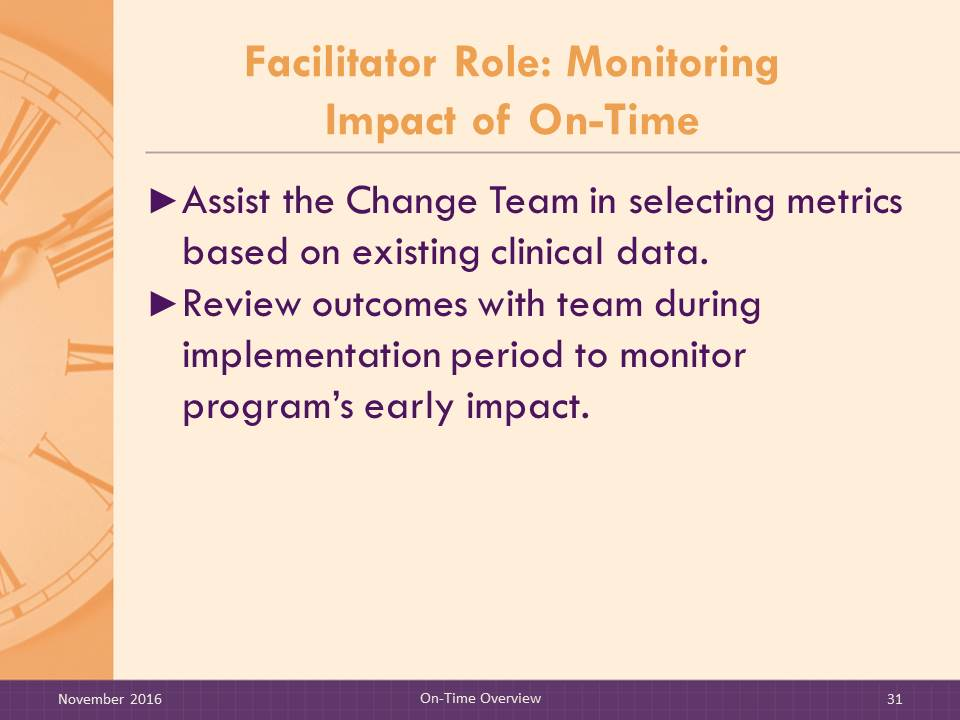 Facilitator Role: Monitoring
Impact of On-Time
►Assist the Change Team in selecting metrics
based on existing clinical data.
►Review outcomes with team during
implementation period to monitor
program’s early impact.
November 2016
On-Time Overview
31